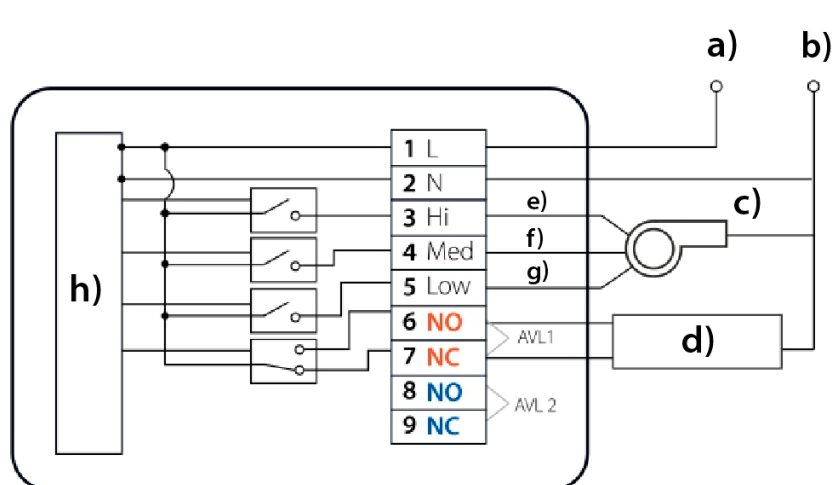 a) b)
1 L
2 N
3 Hi e) c)
4 Med f)
5 Low g)
h)
6 NO
AVL1 d)
7 NC
8 NO
AVL 2
9 NC